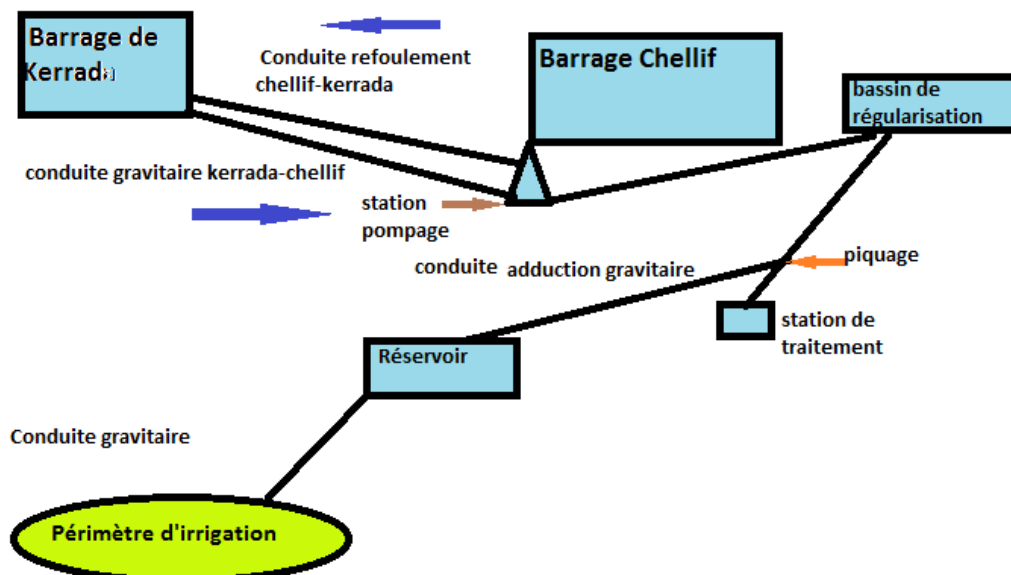 Barrage de
Kerrada
Conduite refoulement
chellif-kerrada
Barrage Chellif
bassin de
régularisation
conduite gravitaire kerrada-chellif
station
pompage
conduite adduction gravitaire
piquage
station de
traitement
Réservoir
Conduite gravitaire
Périmètre d'irrigation